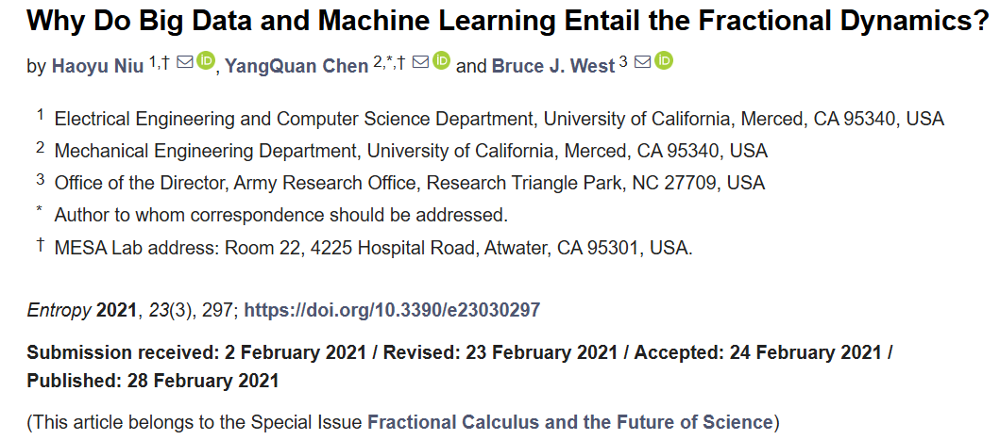 Why Do Big Data and Machine Learning Entail the Fractional Dynamics?
by Haoyu Niu 1,† iD, YangQuan Chen 2,*,† iD and Bruce J. West 3 iD
1 Electrical Engineering and Computer Science Department, University of California, Merced, CA 95340, USA
2 Mechanical Engineering Department, University of California, Merced, CA 95340, USA
3 Office of the Director, Army Research Office, Research Triangle Park, NC 27709, USA
* Author to whom correspondence should be addressed.
† MESA Lab address: Room 22, 4225 Hospital Road, Atwater, CA 95301, USA.
Entropy 2021, 23(3), 297; https://doi.org/10.3390/e23030297
Submission received: 2 February 2021 / Revised: 23 February 2021 / Accepted: 24 February 2021 /
Published: 28 February 2021
(This article belongs to the Special Issue Fractional Calculus and the Future of Science)